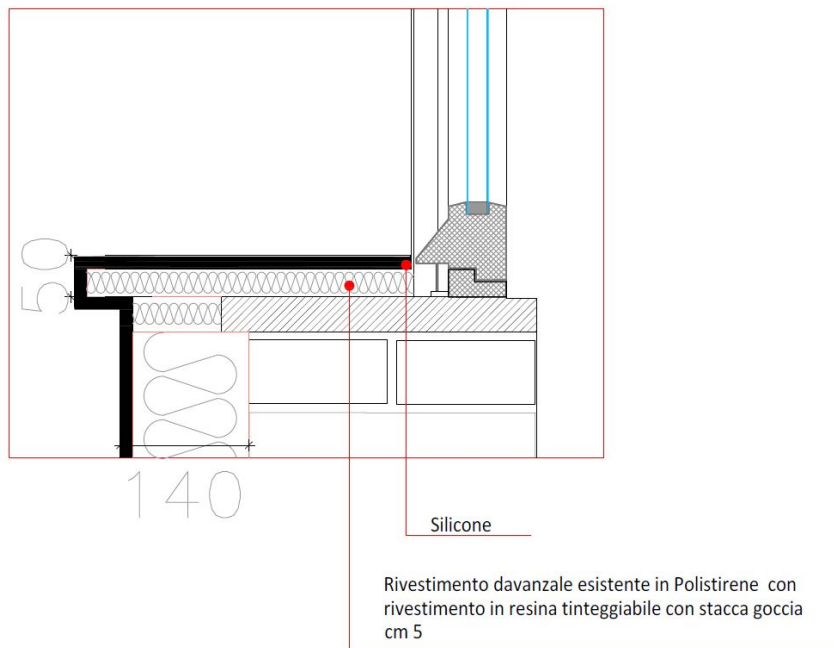 50
140
Silicone
Rivestimento davanzale esistente in Polistirene con
rivestimento in resina tinteggiabile con stacca goccia
cm 5